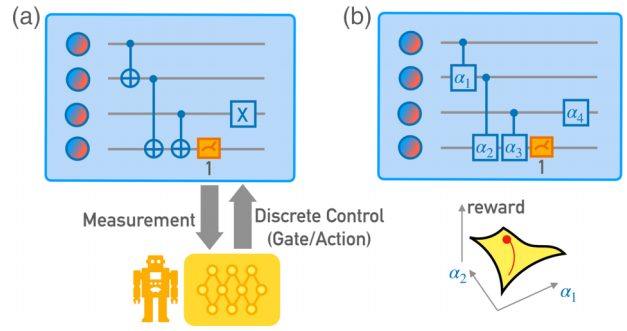 (a)
(b)
X
1
α₁
α₂
α₃
α₄
1
Measurement
Discrete Control
(Gate/Action)
reward
α₂
α₁